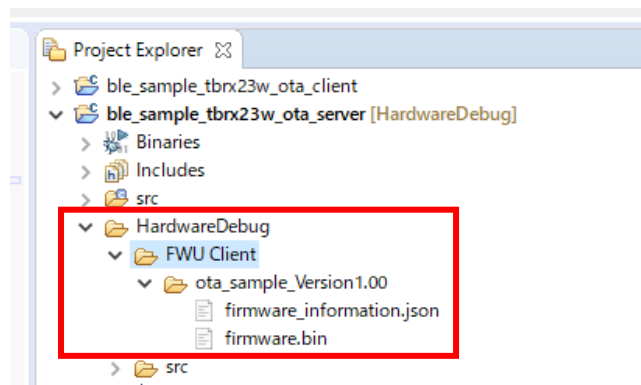 Project Explorer
ble_sample_tbrx23w_ota_client
ble_sample_tbrx23w_ota_server [HardwareDebug]
Binaries
Includes
src
HardwareDebug
FWU Client
ota_sample_Version1.00
firmware_information.json
firmware.bin
src